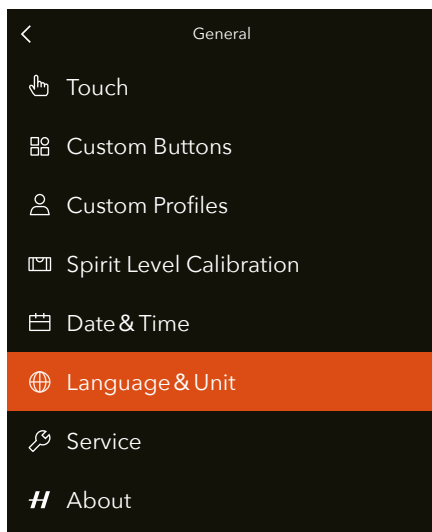 General
Touch
Custom Buttons
Custom Profiles
Spirit Level Calibration
Date & Time
Language & Unit
Service
H About